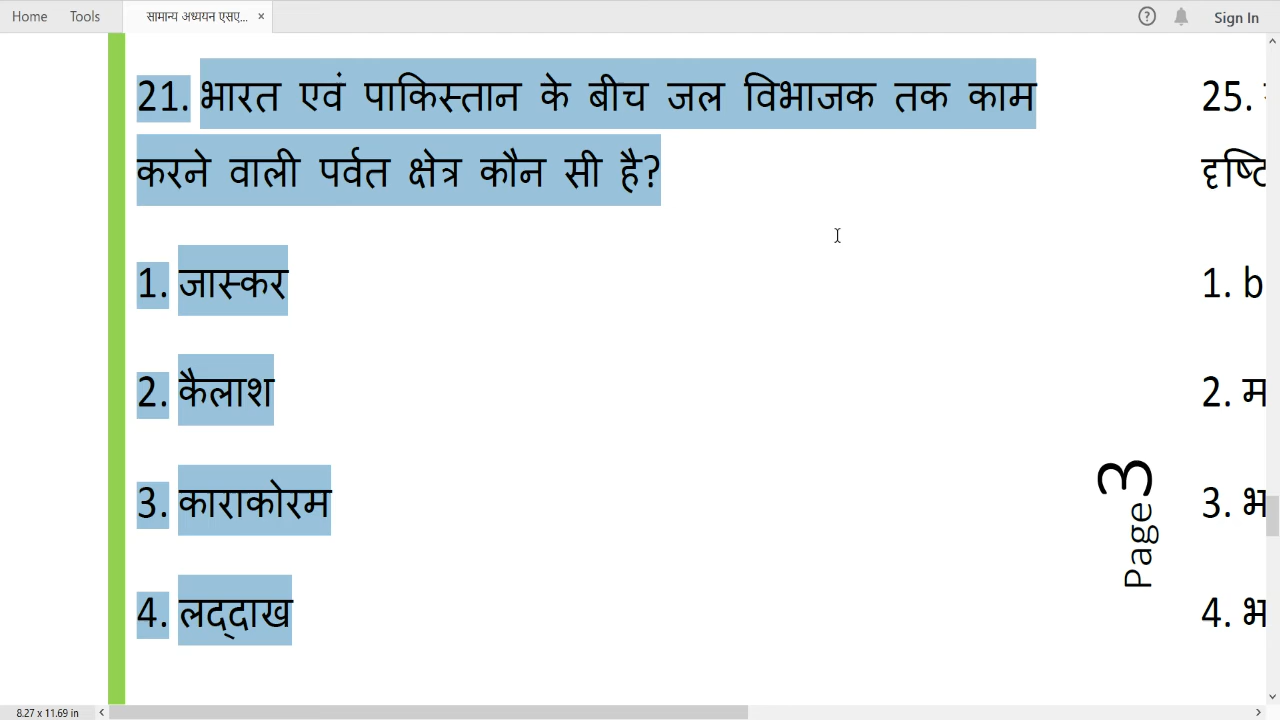 Home Tools सामान्य अध्ययन एसए... × Sign In
21. भारत एवं पाकिस्तान के बीच जल विभाजक तक काम
करने वाली पर्वत क्षेत्र कौन सी है?
1. जास्कर
2. कैलाश
3. काराकोरम
4. लद्दाख
Page 3
25.
1. b
2.
3.
4.
8.27 x 11.69 in